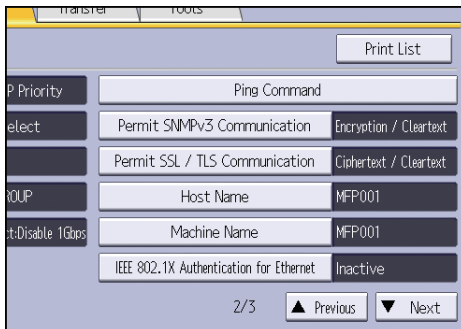 Transfer
Tools
Print List
P Priority
Ping Command
elect
Permit SNMPv3 Communication
Encryption / Cleartext
Permit SSL / TLS Communication
Ciphertext / Cleartext
ROUP
Host Name
MFP001
ct:Disable 1Gbps
Machine Name
MFP001
IEEE 802.1X Authentication for Ethernet
Inactive
2/3
▲ Previous
▼ Next